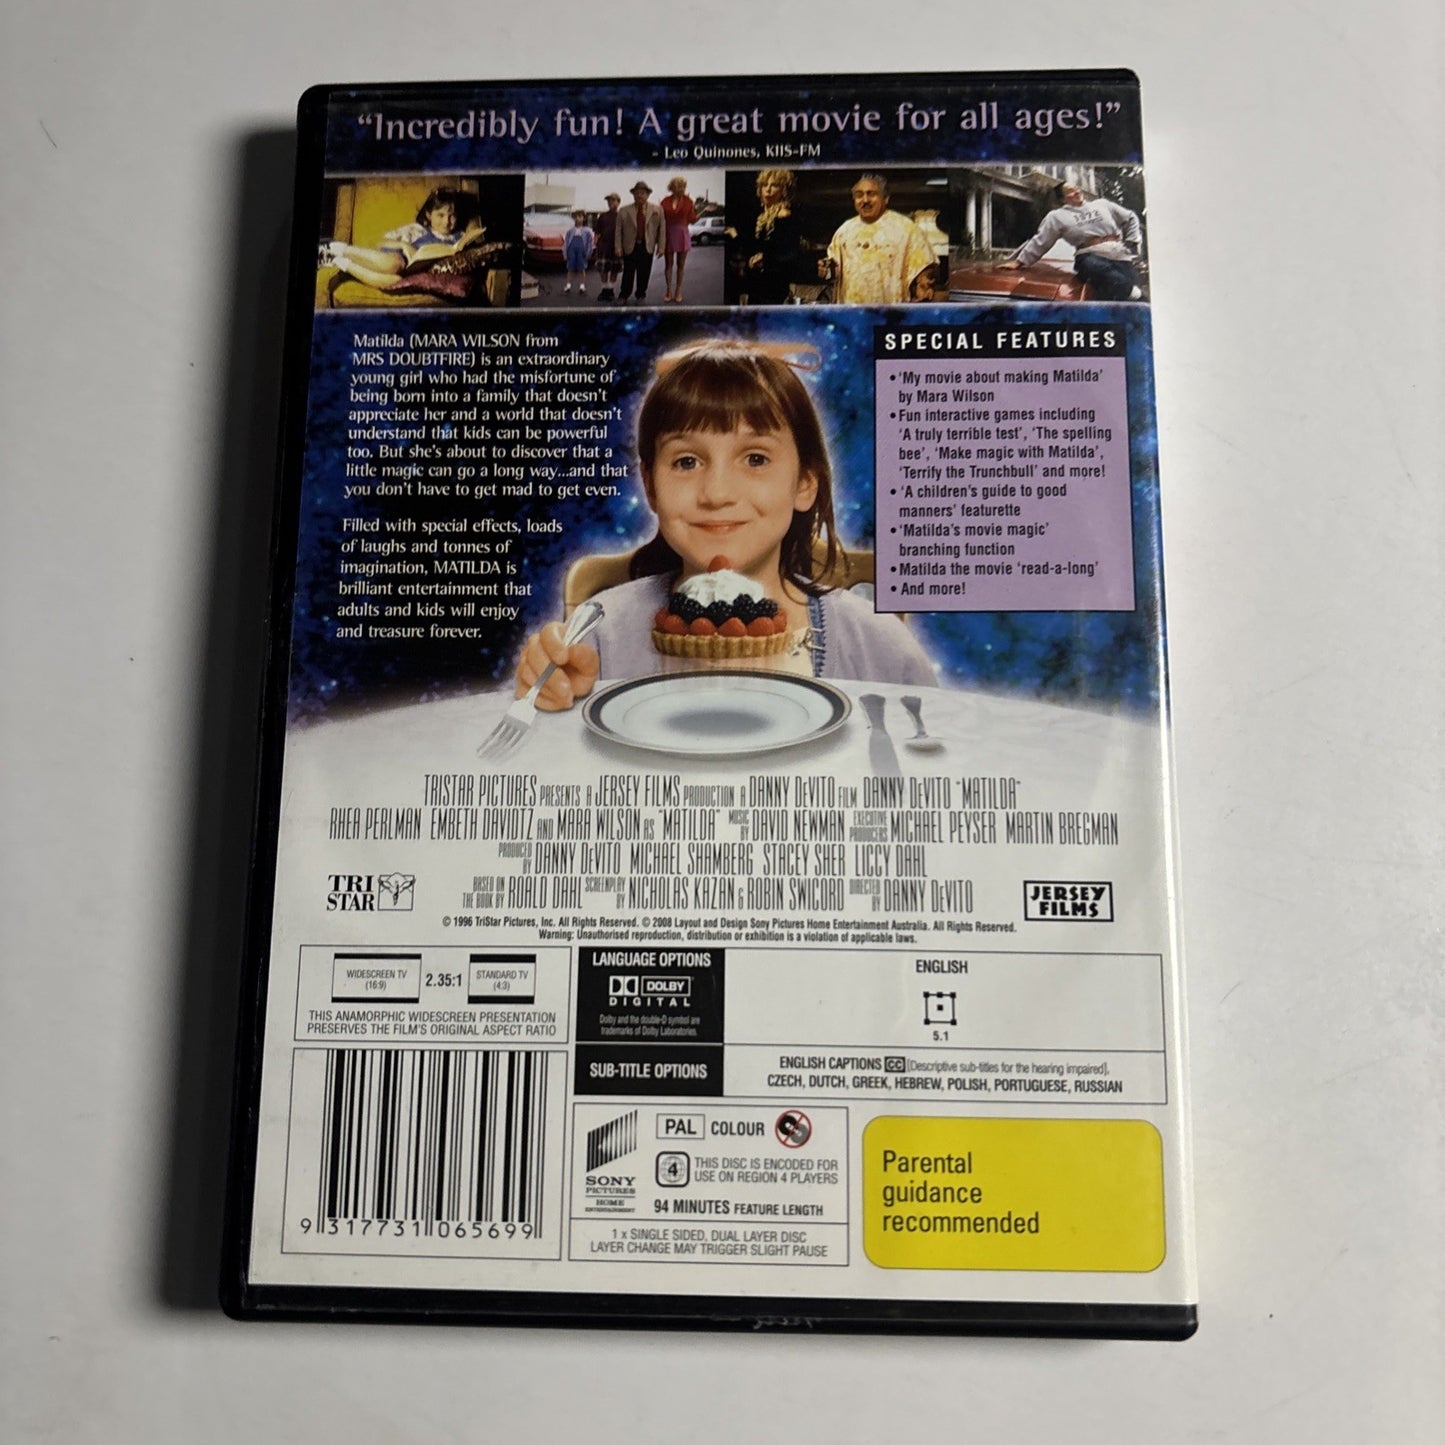 “Incredibly fun! A great movie for all ages!”
- Leo Quinones, KIIS-FM
Matilda (MARA WILSON from
MRS DOUBTFIRE) is an extraordinary
young girl who had the misfortune of
being born into a family that doesn't
appreciate her and a world that doesn't
understand that kids can be powerful
too. But she's about to discover that a
little magic can go a long way...and that
you don't have to get mad to get even.
Filled with special effects, loads
of laughs and tonnes of
imagination, MATILDA is
brilliant entertainment that
adults and kids will enjoy
and treasure forever.
SPECIAL FEATURES
• 'My movie about making Matilda'
by Mara Wilson
• Fun interactive games including
'A truly terrible test', 'The spelling
bee', 'Make magic with Matilda',
'Terrify the Trunchbull' and more!
• 'A children's guide to good
manners' featurette
• 'Matilda's movie magic'
branching function
• Matilda the movie 'read-a-long'
• And more!
TRISTAR PICTURES PRESENTS A JERSEY FILMS PRODUCTION A DANNY DeVITO FILM DANNY DeVITO "MATILDA"
RHEA PERLMAN EMBETH DAVIDTZ AND MARA WILSON AS "MATILDA" MUSIC BY DAVID NEWMAN EXECUTIVE PRODUCERS MICHAEL PEYSER MARTIN BREGMAN
PRODUCED BY DANNY DeVITO MICHAEL SHAMBERG STACEY SHER LICCY DAHL
BASED ON THE BOOK BY ROALD DAHL SCREENPLAY BY NICHOLAS KAZAN & ROBIN SWICORD DIRECTED BY DANNY DeVITO
TRI
STAR
JERSEY
FILMS
© 1996 TriStar Pictures, Inc. All Rights Reserved. © 2008 Layout and Design Sony Pictures Home Entertainment Australia. All Rights Reserved.
Warning: Unauthorised reproduction, distribution or exhibition is a violation of applicable laws.
WIDESCREEN TV
(16:9)
2.35:1
STANDARD TV
(4:3)
THIS ANAMORPHIC WIDESCREEN PRESENTATION
PRESERVES THE FILM'S ORIGINAL ASPECT RATIO
LANGUAGE OPTIONS
DOLBY
DIGITAL
Dolby and the double-D symbol are
trademarks of Dolby Laboratories.
ENGLISH
5.1
SUB-TITLE OPTIONS
ENGLISH CAPTIONS CC [Descriptive sub-titles for the hearing impaired],
CZECH, DUTCH, GREEK, HEBREW, POLISH, PORTUGUESE, RUSSIAN
9 317731 065699
SONY
PICTURES
HOME
ENTERTAINMENT
PAL COLOUR
4
THIS DISC IS ENCODED FOR
USE ON REGION 4 PLAYERS
94 MINUTES FEATURE LENGTH
1 x SINGLE SIDED, DUAL LAYER DISC
LAYER CHANGE MAY TRIGGER SLIGHT PAUSE
Parental
guidance
recommended